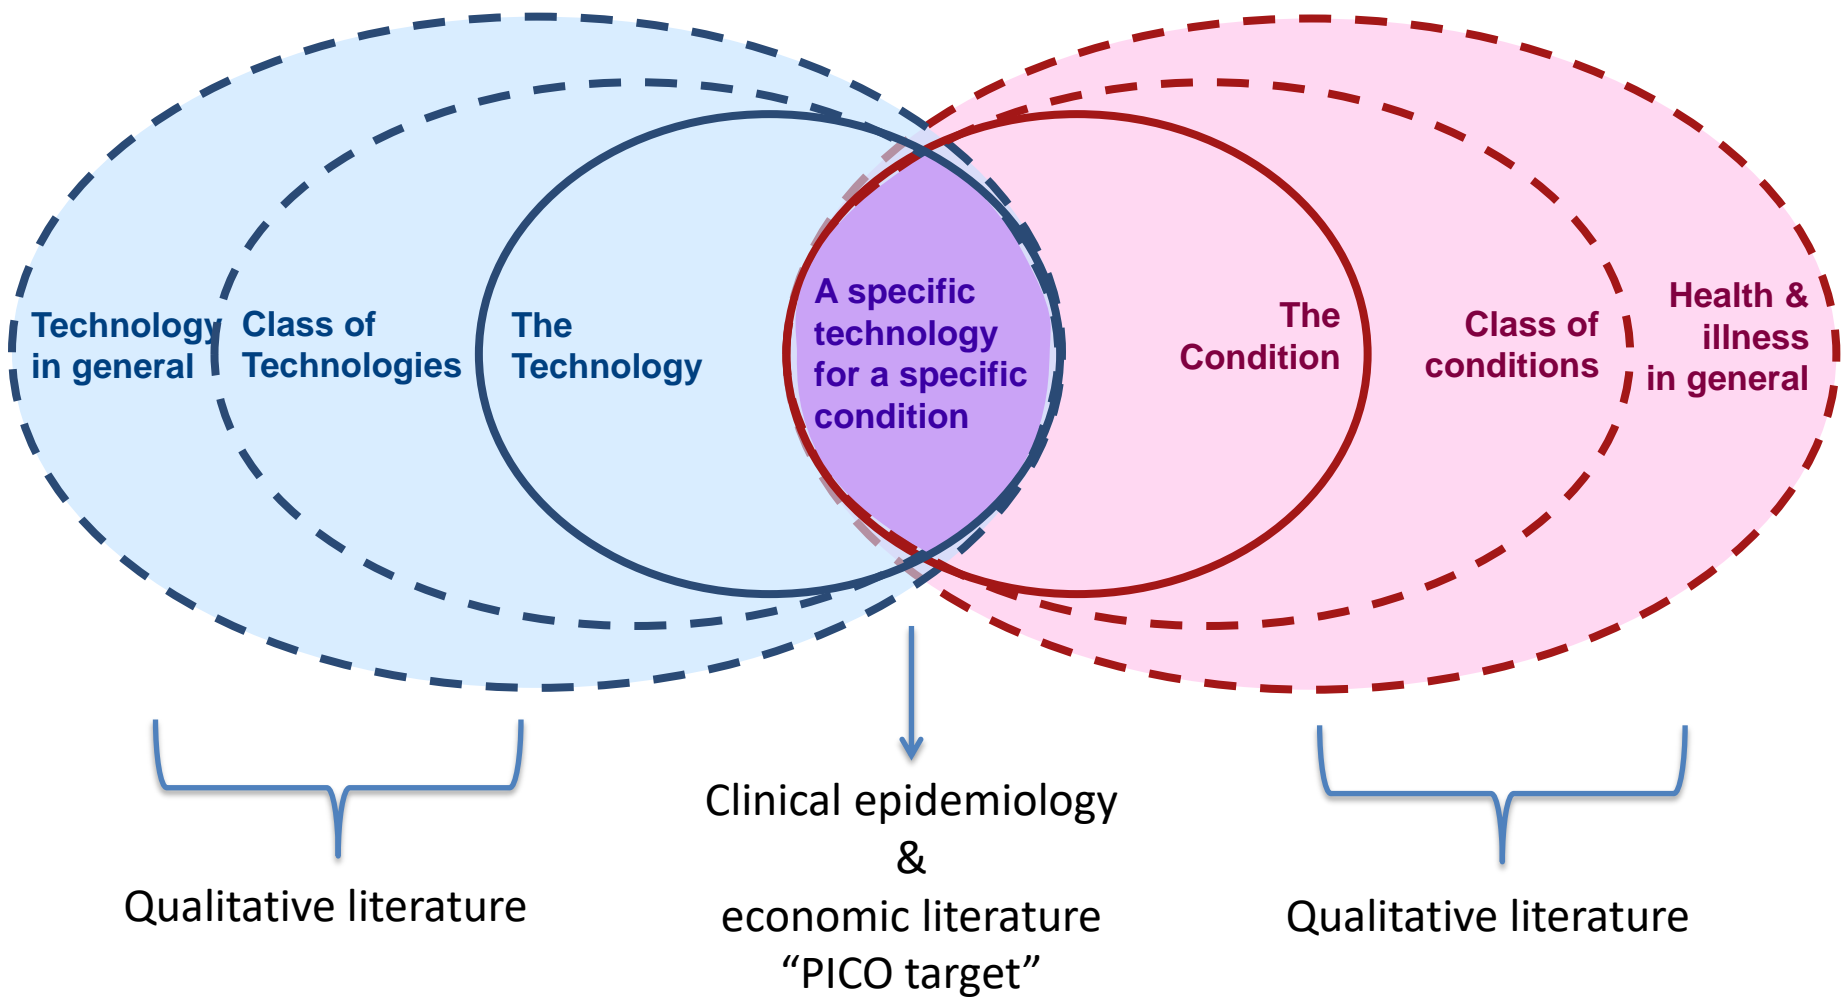 Technology
in general
Class of
Technologies
The
Technology
A specific
technology
for a specific
condition
The
Condition
Class of
conditions
Health &
illness
in general
Qualitative literature
Clinical epidemiology
&
economic literature
“PICO target”
Qualitative literature